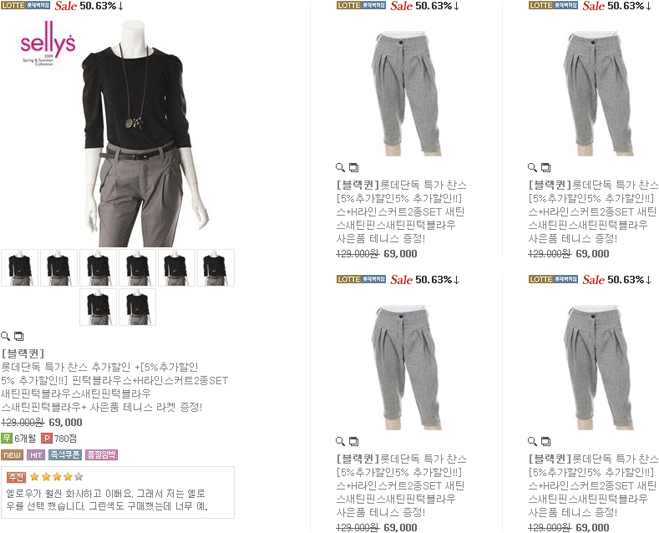 LOTTE 롯데백화점 Sale 50.63%↓
sellys
2009
Spring & Summer
Collection
[블랙퀸]
롯데단독 특가 찬스 추가할인 +[5%추가할인
5% 추가할인!!] 핀턱블라우스+H라인스커트2종SET
새틴핀턱블라우스새틴핀턱블라우
스새틴핀턱블라우+ 사은품 테니스 라켓 증정!
129.000원 69,000
무 6개월 P 780점
NEW HIT 즉석쿠폰 품절임박
추천
옐로우가 훨씬 화사하고 이뻐요. 그래서 저는 옐로
우를 선택 했습니다. 그린색도 구매했는데 너무 예.
LOTTE 롯데백화점 Sale 50.63%↓
[블랙퀸]롯데단독 특가 찬스
[5%추가할인5% 추가할인!!]
스+H라인스커트2종SET 새틴
스새틴핀스새틴핀턱블라우
사은품 테니스 증정!
129.000원 69,000
LOTTE 롯데백화점 Sale 50.63%↓
[블랙퀸]롯데단독 특가 찬스
[5%추가할인5% 추가할인!!]
스+H라인스커트2종SET 새틴
스새틴핀스새틴핀턱블라우
사은품 테니스 증정!
129.000원 69,000
LOTTE 롯데백화점 Sale 50.63%↓
[블랙퀸]롯데단독 특가 찬스
[5%추가할인5% 추가할인!!]
스+H라인스커트2종SET 새틴
스새틴핀스새틴핀턱블라우
사은품 테니스 증정!
129.000원 69,000
LOTTE 롯데백화점 Sale 50.63%↓
[블랙퀸]롯데단독 특가 찬스
[5%추가할인5% 추가할인!!]
스+H라인스커트2종SET 새틴
스새틴핀스새틴핀턱블라우
사은품 테니스 증정!
129.000원 69,000